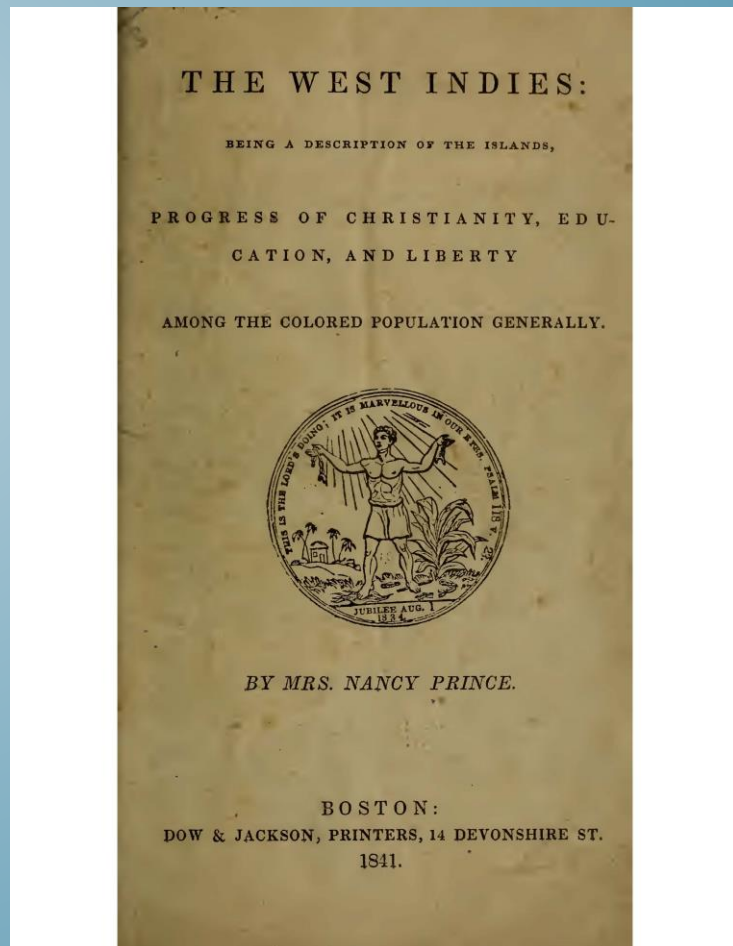 THE WEST INDIES:
BEING A DESCRIPTION OF THE ISLANDS,
PROGRESS OF CHRISTIANITY, EDU-
CATION, AND LIBERTY
AMONG THE COLORED POPULATION GENERALLY.
THIS IS THE LORD'S DOING; IT IS MARVELLOUS IN OUR EYES. PSALM 118 v. 23.
JUBILEE AUG. 1
1834.
BY MRS. NANCY PRINCE.
BOSTON:
DOW & JACKSON, PRINTERS, 14 DEVONSHIRE ST.
1841.